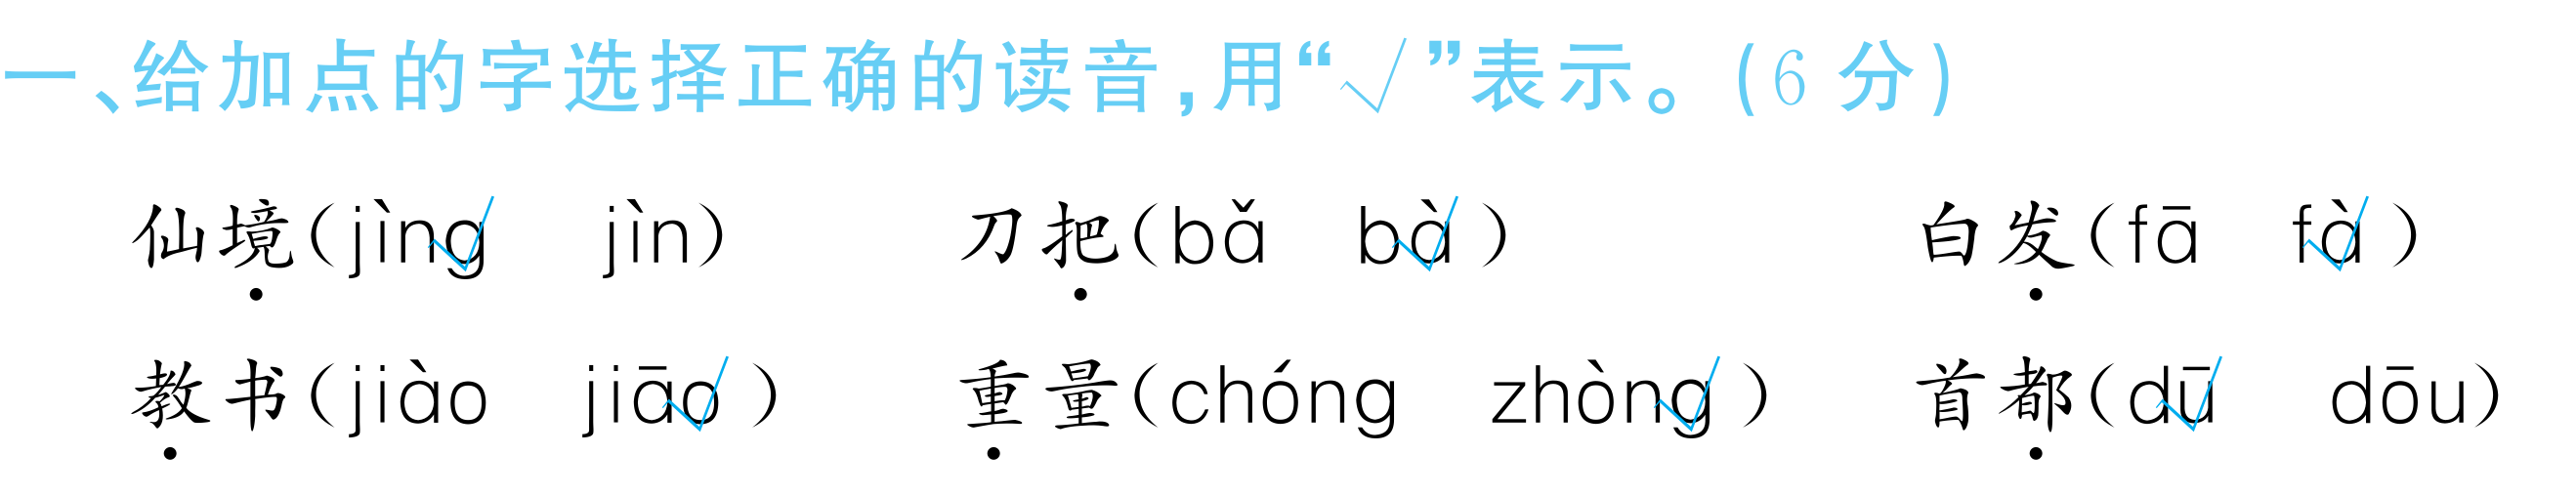 一、给加点的字选择正确的读音,用“√”表示。(6 分)
仙境(jìng√ jìn) 刀把(bǎ bà√) 白发(fā fà√)
教书(jiào jiāo√) 重量(chóng zhòng√) 首都(dū√ dōu)